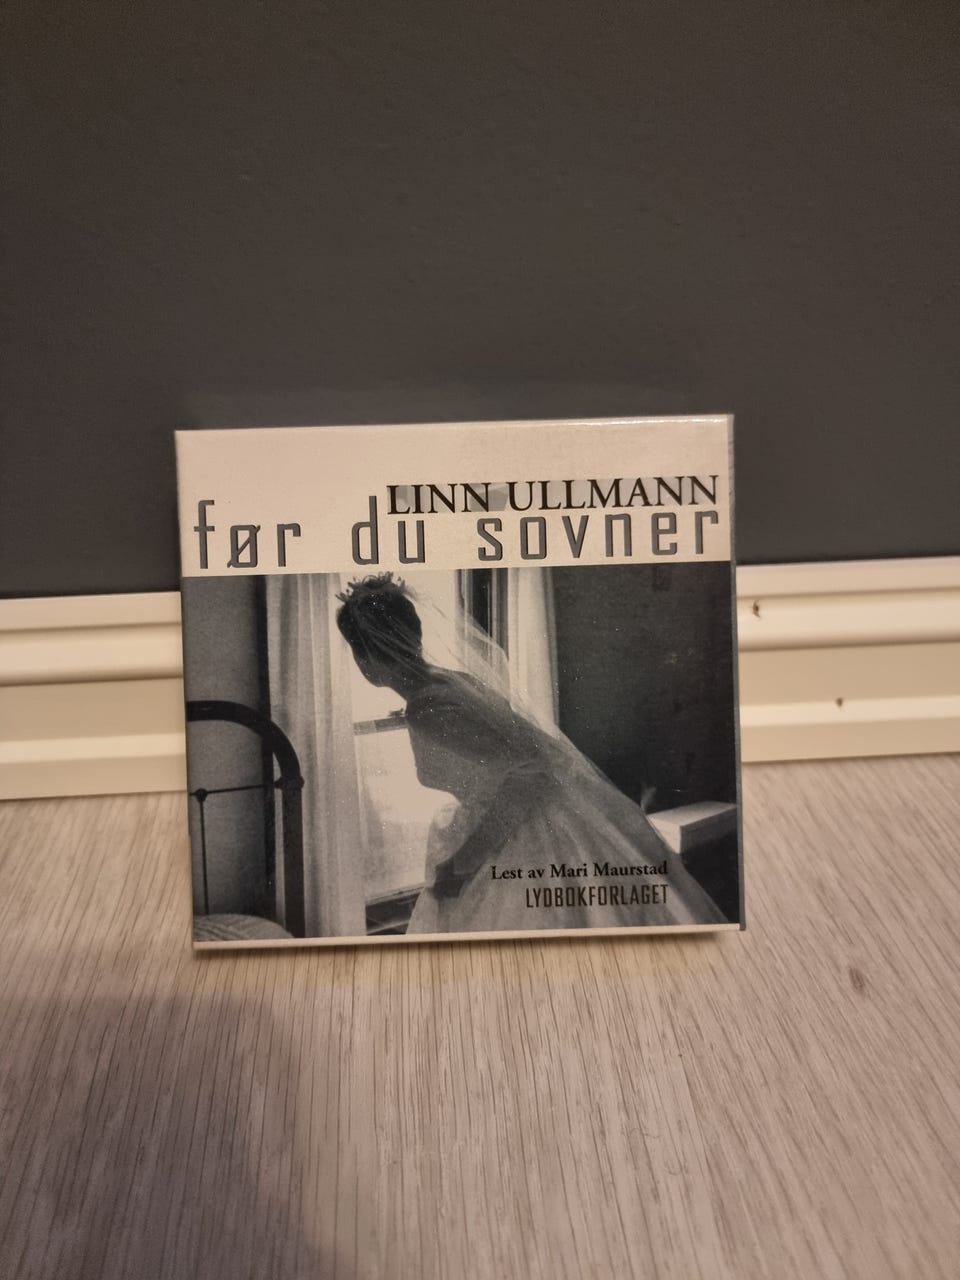 LINN ULLMANN
før du sovner
Lest av Mari Maurstad
LYDBOKFORLAGET